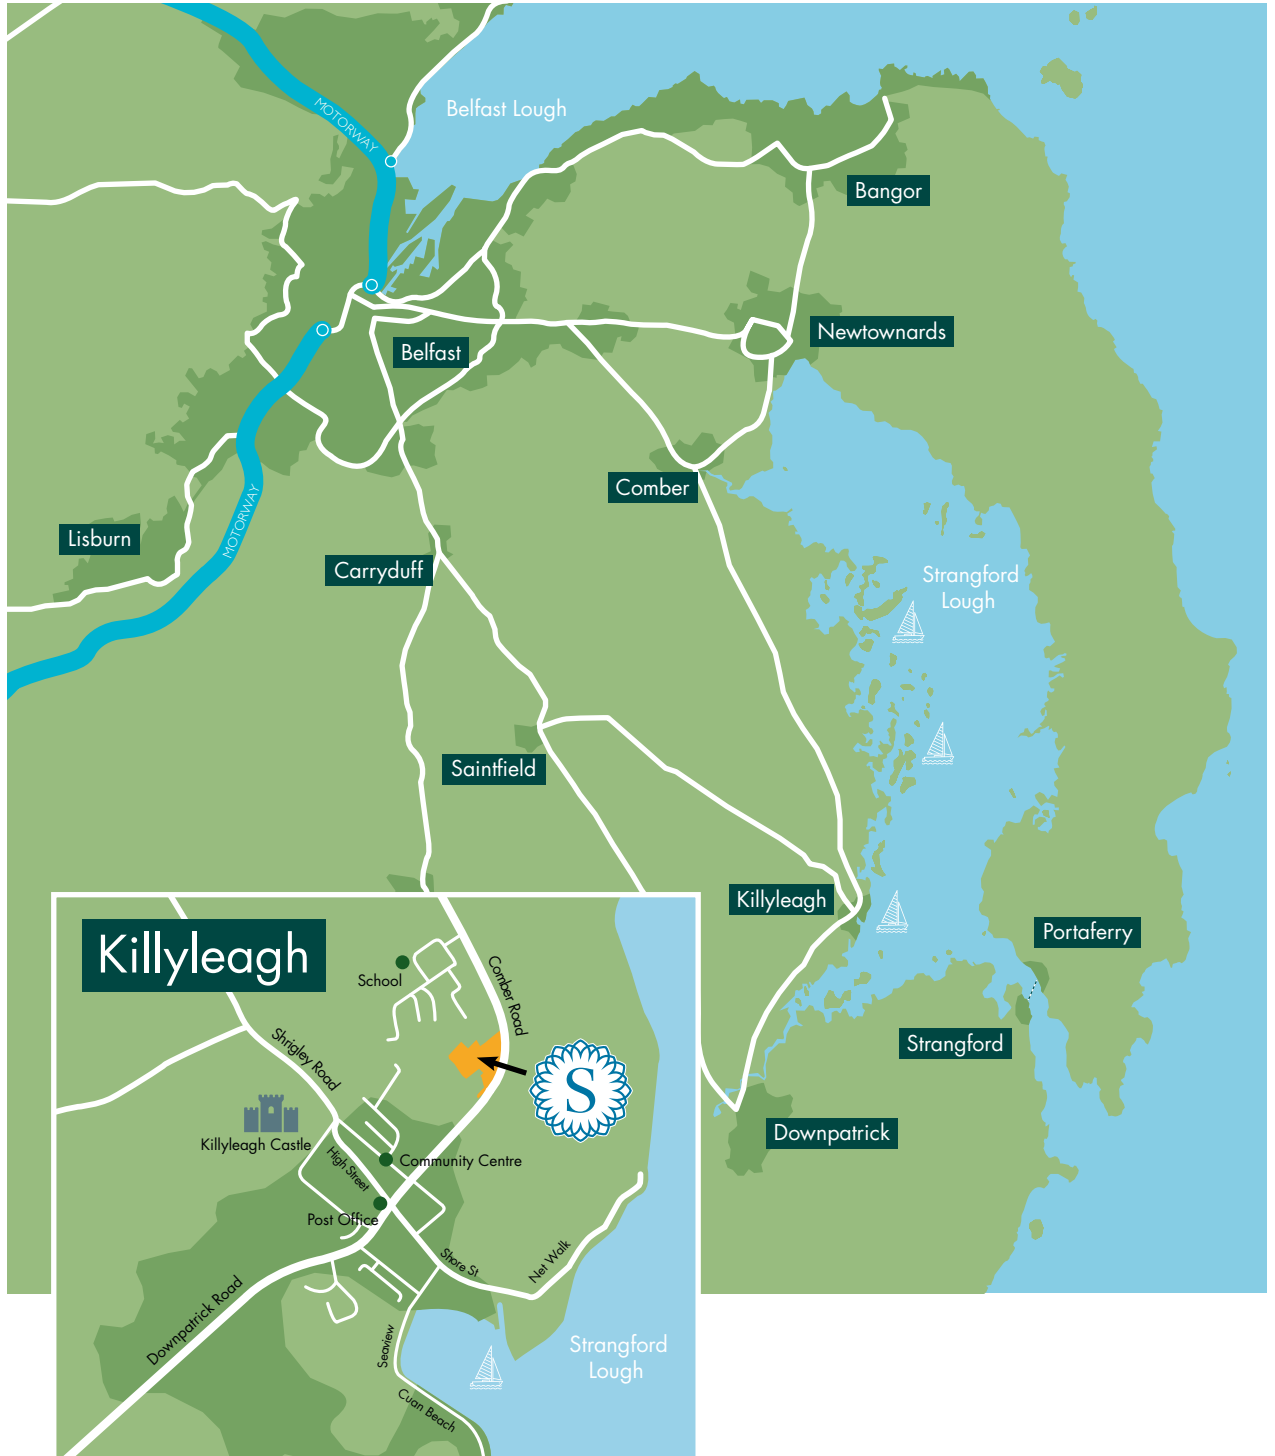 MOTORWAY
Belfast Lough
Bangor
Newtownards
Belfast
Comber
MOTORWAY
Lisburn
Carryduff
Strangford
Lough
Saintfield
Killyleagh
Portaferry
Strangford
Downpatrick
Killyleagh
School
Comber Road
Shrigley Road
S
Killyleagh Castle
High Street
Community Centre
Post Office
Shore St
Net Walk
Downpatrick Road
Seaview
Strangford
Lough
Cuan Beach